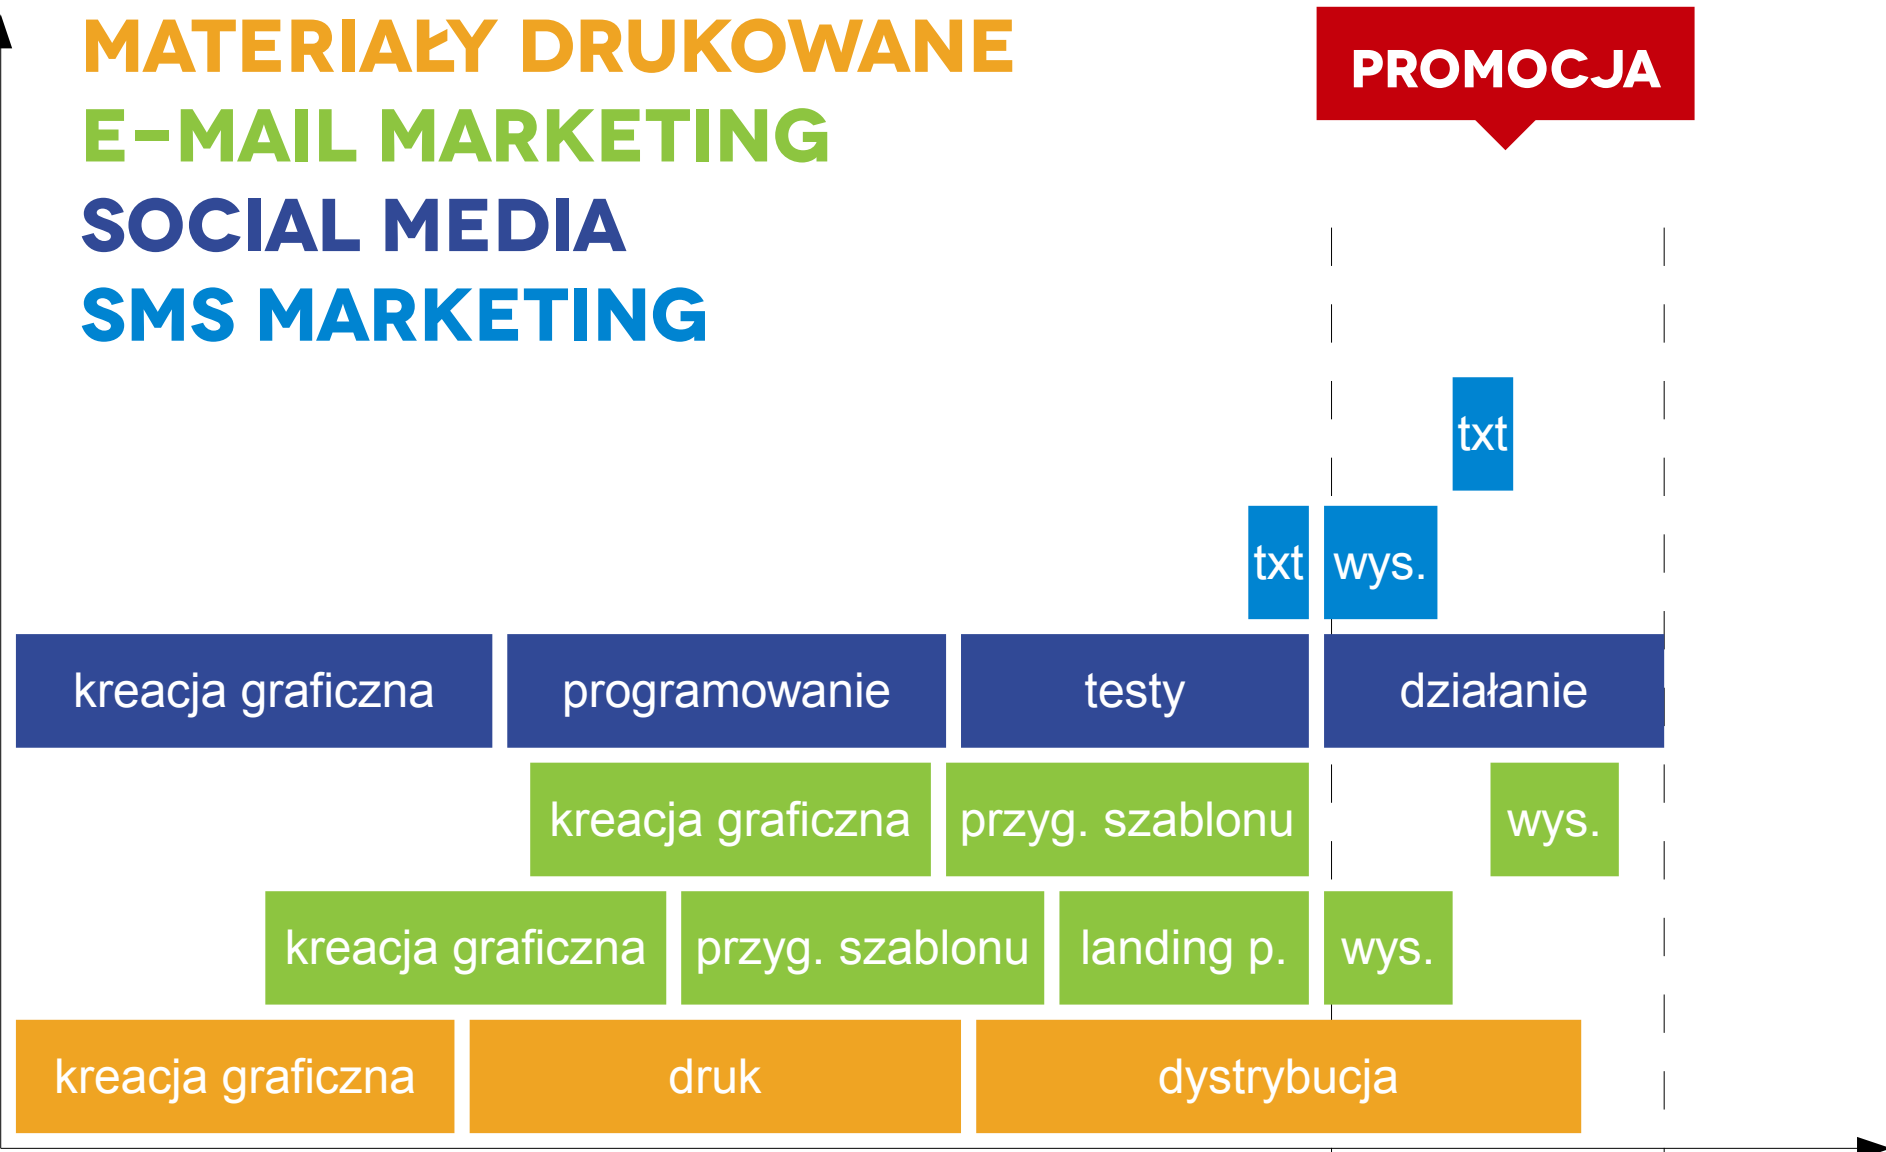 MATERIAŁY DRUKOWANE
E-MAIL MARKETING
SOCIAL MEDIA
SMS MARKETING
PROMOCJA
txt
txt wys.
kreacja graficzna programowanie testy działanie
kreacja graficzna przyg. szablonu wys.
kreacja graficzna przyg. szablonu landing p. wys.
kreacja graficzna druk dystrybucja